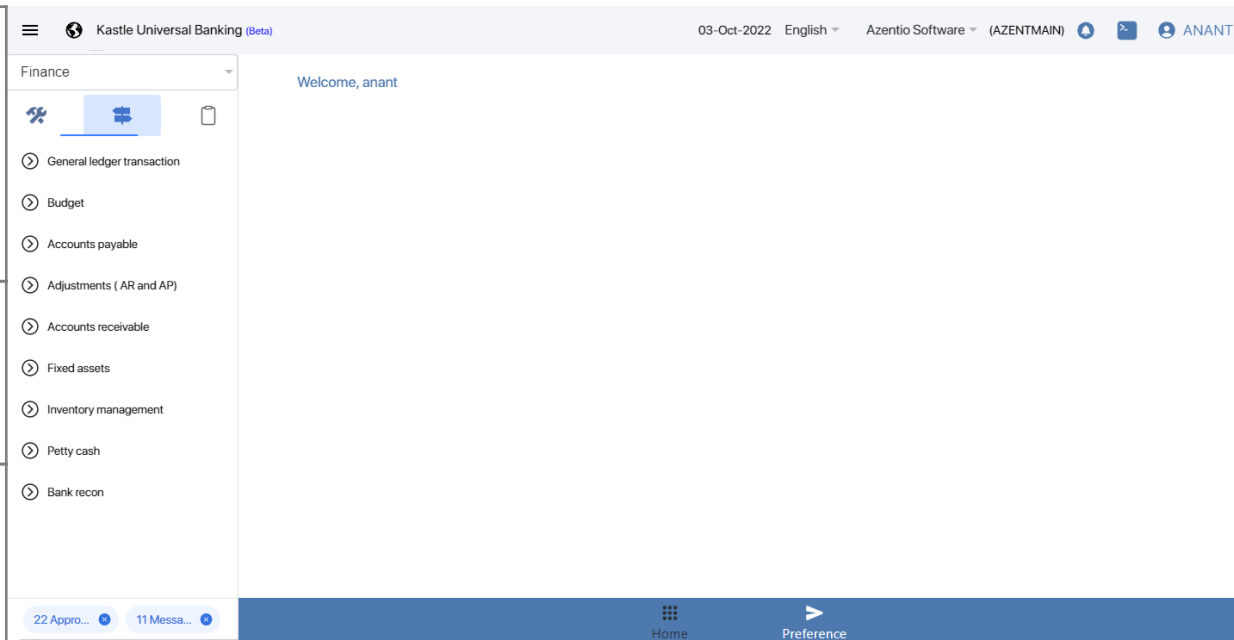 Kastle Universal Banking (Beta) 03-Oct-2022 English Azentio Software (AZENTMAIN) ANANT
Finance
Welcome, anant
General ledger transaction
Budget
Accounts payable
Adjustments ( AR and AP)
Accounts receivable
Fixed assets
Inventory management
Petty cash
Bank recon
22 Appro... 11 Messa...
Home Preference